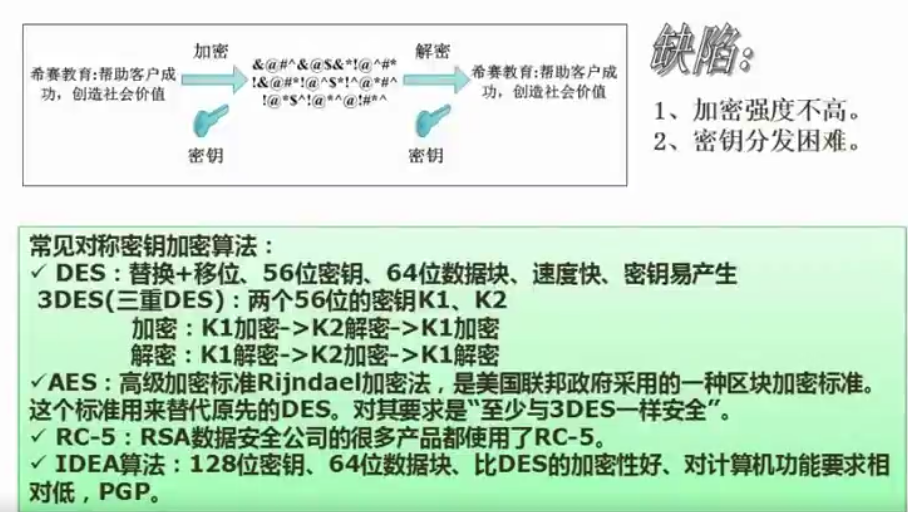 加密
解密
缺陷：
希赛教育:帮助客户成
功，创造社会价值
&@#^&@$&*!@^#*
!&@#*!@^$*!^@*#^
!@*$^!@*^@!#*^
希赛教育:帮助客户成
功，创造社会价值
密钥
密钥
1、加密强度不高。
2、密钥分发困难。
常见对称密钥加密算法：
✓ DES：替换+移位、56位密钥、64位数据块、速度快、密钥易产生
3DES(三重DES)：两个56位的密钥K1、K2
加密：K1加密->K2解密->K1加密
解密：K1解密->K2加密->K1解密
✓AES：高级加密标准Rijndael加密法，是美国联邦政府采用的一种区块加密标准。
这个标准用来替代原先的DES。对其要求是“至少与3DES一样安全”。
✓ RC-5：RSA数据安全公司的很多产品都使用了RC-5。
✓ IDEA算法：128位密钥、64位数据块、比DES的加密性好、对计算机功能要求相
对低，PGP。